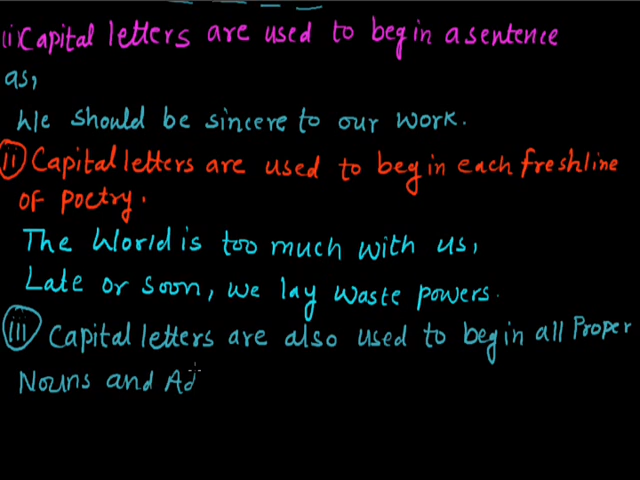 (i) Capital letters are used to begin a sentence
as,
We should be sincere to our work.
(ii) Capital letters are used to begin each fresh line
of poetry.
The World is too much with us,
Late or soon, we lay waste powers.
(iii) Capital letters are also used to begin all Proper
Nouns and Ad